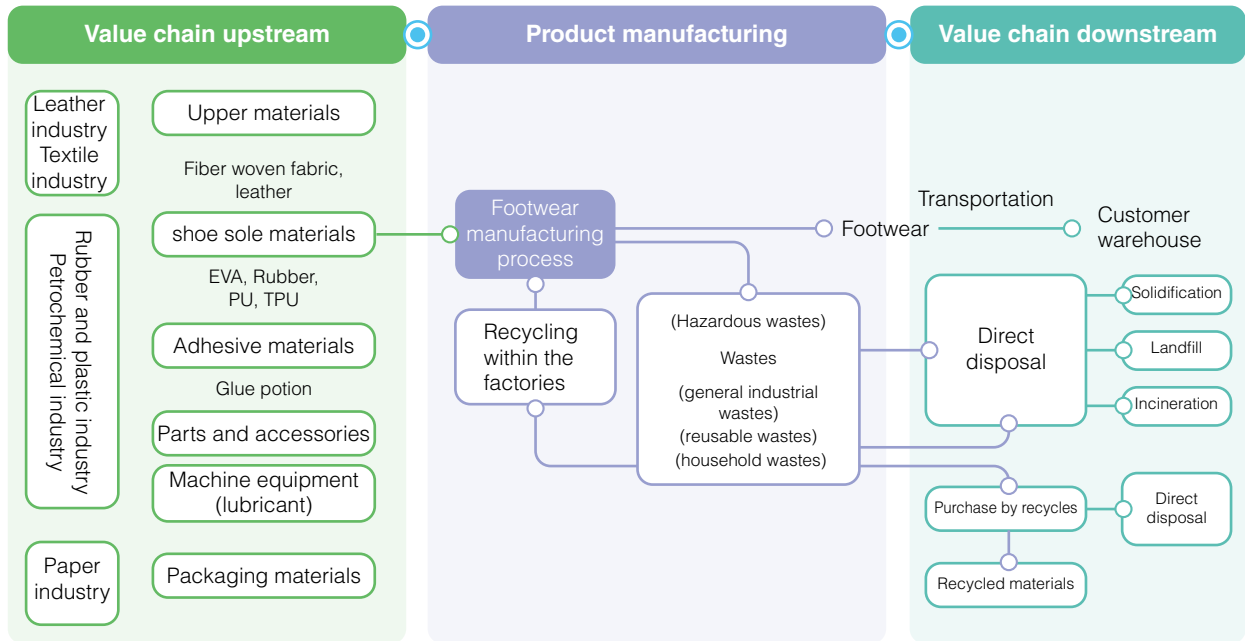 Value chain upstream
Product manufacturing
Value chain downstream
Leather
industry
Textile
industry
Rubber and plastic industry
Petrochemical industry
Paper
industry
Upper materials
Fiber woven fabric,
leather
shoe sole materials
EVA, Rubber,
PU, TPU
Adhesive materials
Glue potion
Parts and accessories
Machine equipment
(lubricant)
Packaging materials
Footwear
manufacturing
process
Recycling
within the
factories
(Hazardous wastes)
Wastes
(general industrial
wastes)
(reusable wastes)
(household wastes)
Footwear
Transportation
Customer
warehouse
Direct
disposal
Solidification
Landfill
Incineration
Purchase by recycles
Direct
disposal
Recycled materials